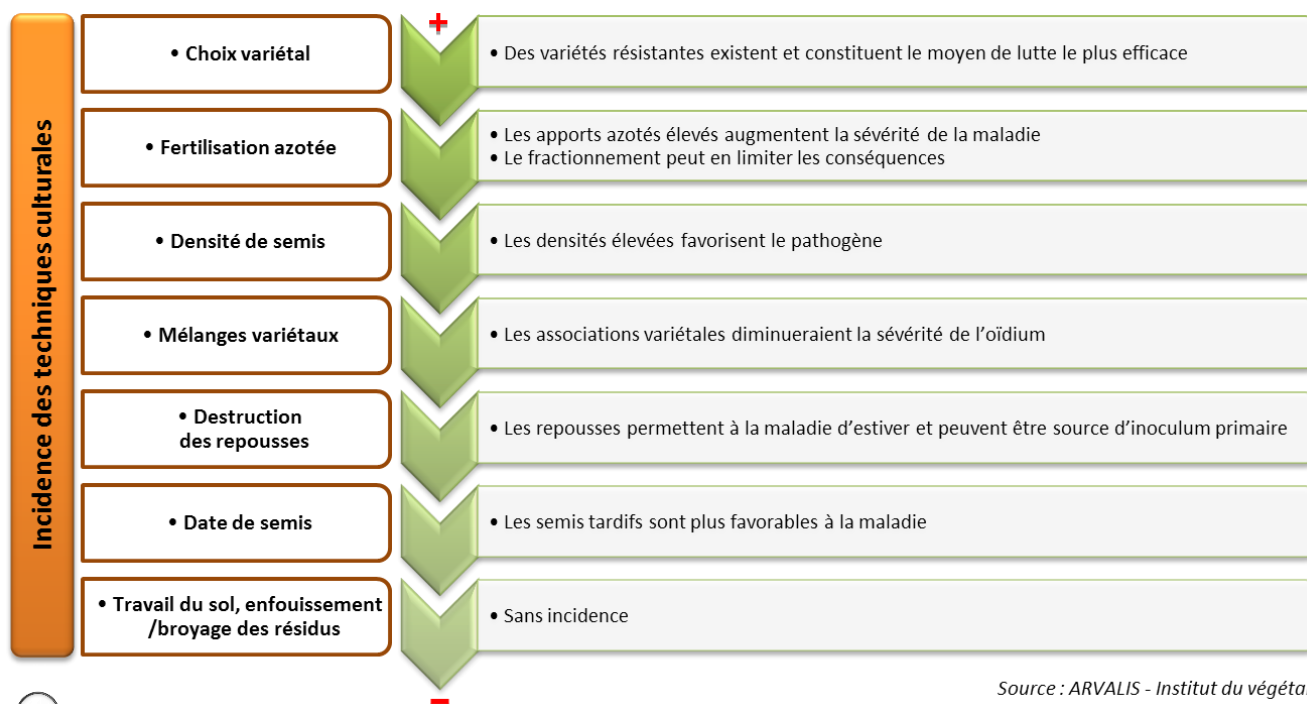 Incidence des techniques culturales
+
• Choix variétal
• Des variétés résistantes existent et constituent le moyen de lutte le plus efficace
• Fertilisation azotée
• Les apports azotés élevés augmentent la sévérité de la maladie
• Le fractionnement peut en limiter les conséquences
• Densité de semis
• Les densités élevées favorisent le pathogène
• Mélanges variétaux
• Les associations variétales diminueraient la sévérité de l'oïdium
• Destruction
des repousses
• Les repousses permettent à la maladie d'estiver et peuvent être source d'inoculum primaire
• Date de semis
• Les semis tardifs sont plus favorables à la maladie
• Travail du sol, enfouissement
/broyage des résidus
• Sans incidence
-
Source : ARVALIS - Institut du végéta